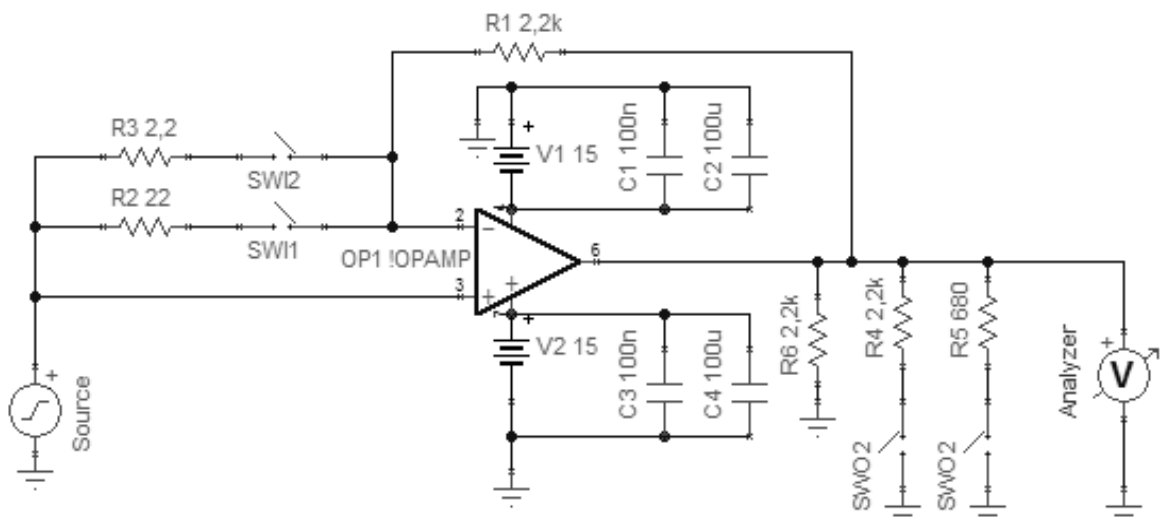 R1 2,2k
R3 2,2
SWI2
R2 22
SWI1
+
V1 15
C1 100n
C2 100u
2
−
OP1 !OPAMP
6
3
+
+
+
V2 15
C3 100n
C4 100u
R6 2,2k
R4 2,2k
R5 680
SWO2
SWO2
+
Source
+
V
Analyzer